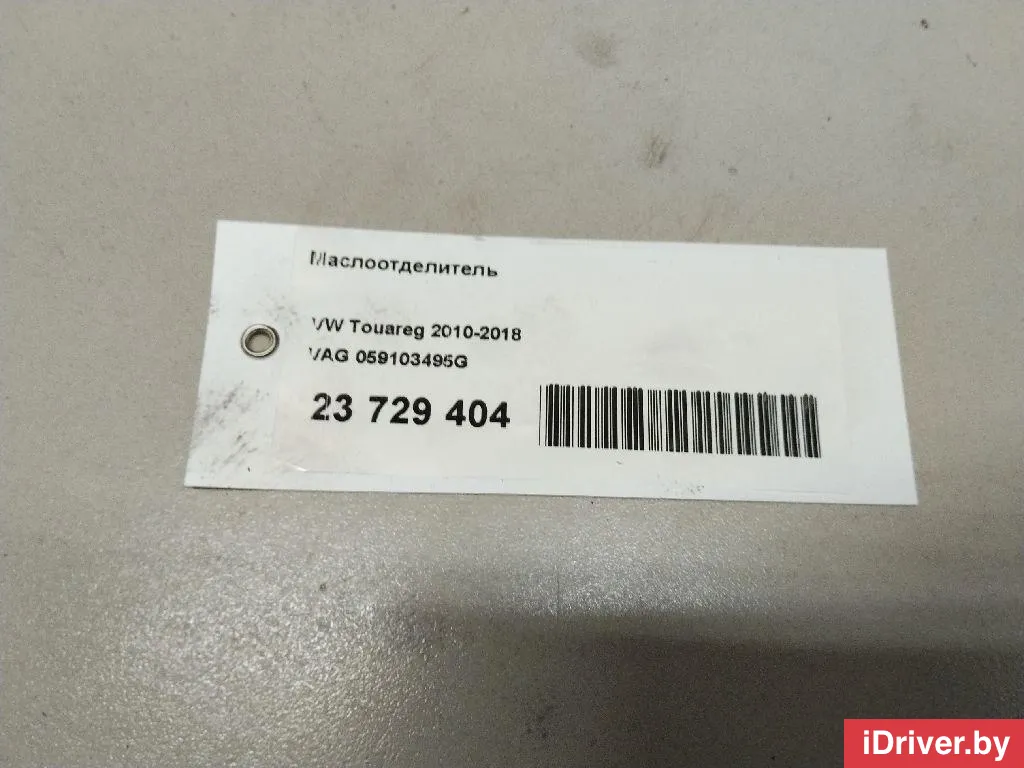 Маслоотделитель
VW Touareg 2010-2018
VAG 059103495G
23 729 404
iDriver.by